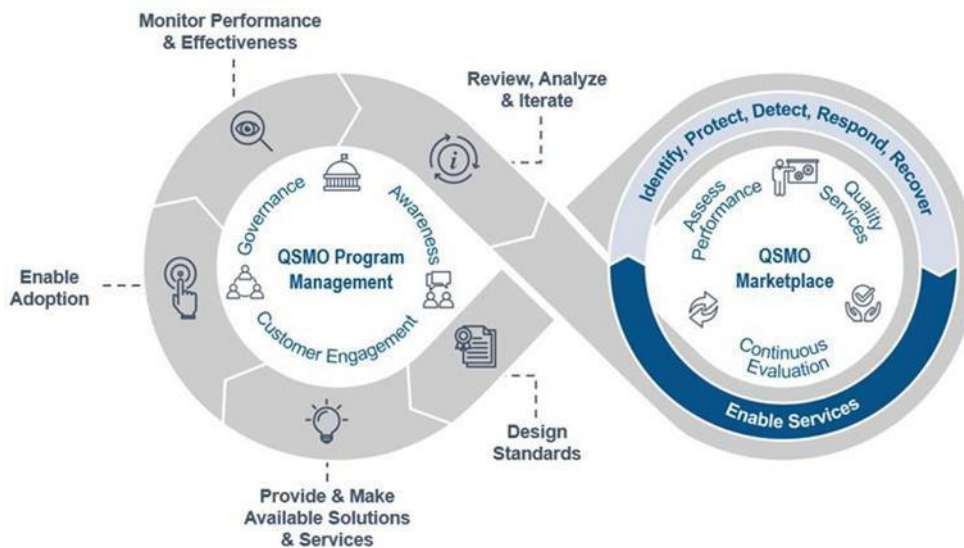 Monitor Performance
& Effectiveness
Review, Analyze
& Iterate
Enable
Adoption
Governance
Awareness
QSMO Program
Management
Customer Engagement
Design
Standards
Provide & Make
Available Solutions
& Services
Identify, Protect, Detect, Respond, Recover
Assess
Performance
Quality
Services
QSMO
Marketplace
Continuous
Evaluation
Enable Services